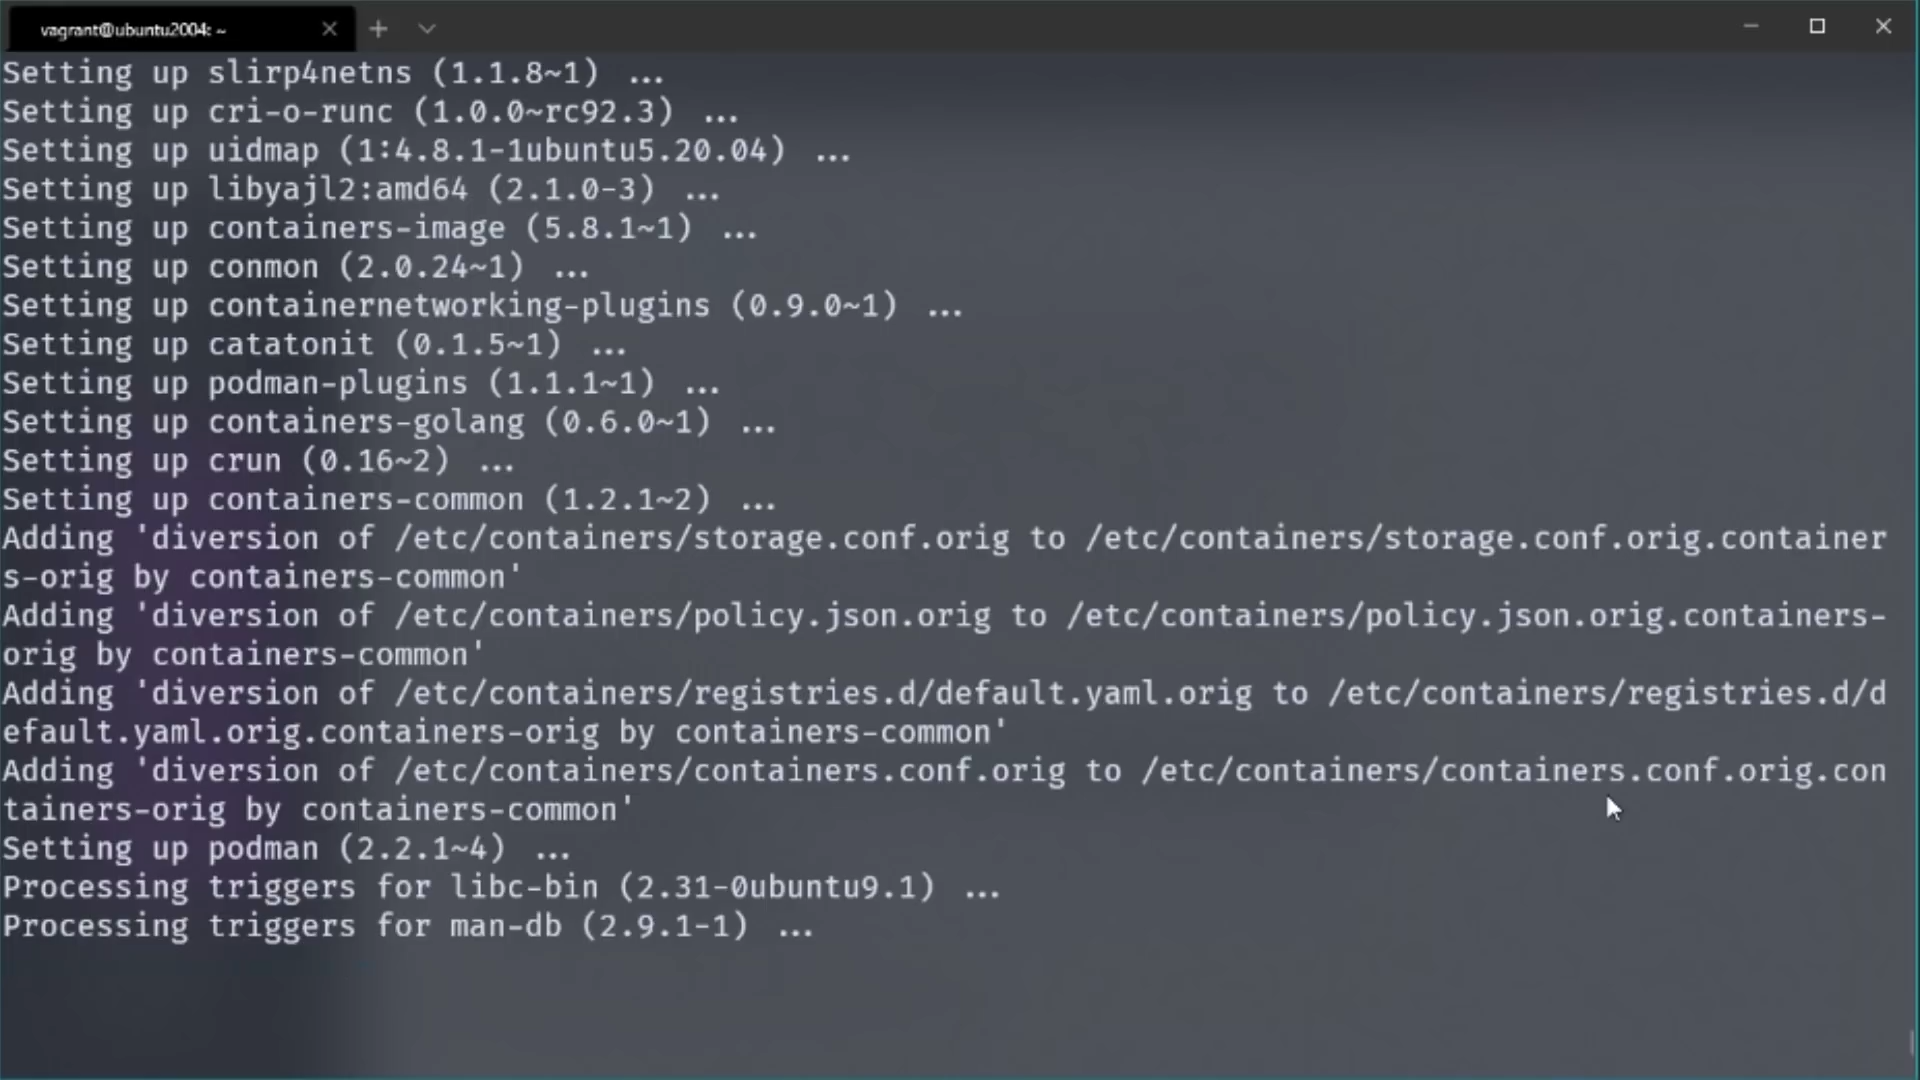 vagrant@ubuntu2004: ~
Setting up slirp4netns (1.1.8~1) ...
Setting up cri-o-runc (1.0.0~rc92.3) ...
Setting up uidmap (1:4.8.1-1ubuntu5.20.04) ...
Setting up libyajl2:amd64 (2.1.0-3) ...
Setting up containers-image (5.8.1~1) ...
Setting up conmon (2.0.24~1) ...
Setting up containernetworking-plugins (0.9.0~1) ...
Setting up catatonit (0.1.5~1) ...
Setting up podman-plugins (1.1.1~1) ...
Setting up containers-golang (0.6.0~1) ...
Setting up crun (0.16~2) ...
Setting up containers-common (1.2.1~2) ...
Adding 'diversion of /etc/containers/storage.conf.orig to /etc/containers/storage.conf.orig.container
s-orig by containers-common'
Adding 'diversion of /etc/containers/policy.json.orig to /etc/containers/policy.json.orig.containers-
orig by containers-common'
Adding 'diversion of /etc/containers/registries.d/default.yaml.orig to /etc/containers/registries.d/d
efault.yaml.orig.containers-orig by containers-common'
Adding 'diversion of /etc/containers/containers.conf.orig to /etc/containers/containers.conf.orig.con
tainers-orig by containers-common'
Setting up podman (2.2.1~4) ...
Processing triggers for libc-bin (2.31-0ubuntu9.1) ...
Processing triggers for man-db (2.9.1-1) ...